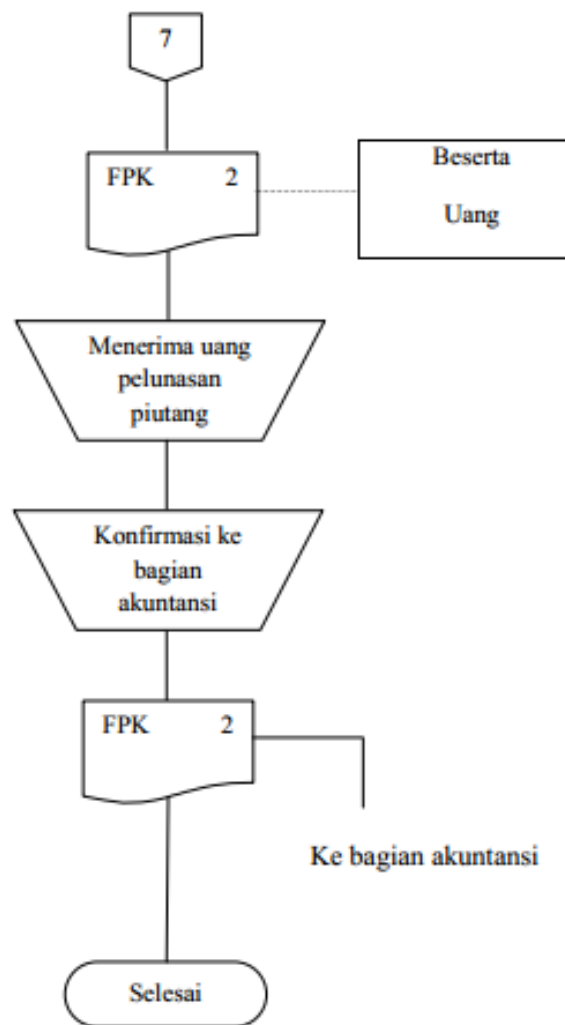 7
FPK 2
Beserta
Uang
Menerima uang
pelunasan
piutang
Konfirmasi ke
bagian
akuntansi
FPK 2
Ke bagian akuntansi
Selesai